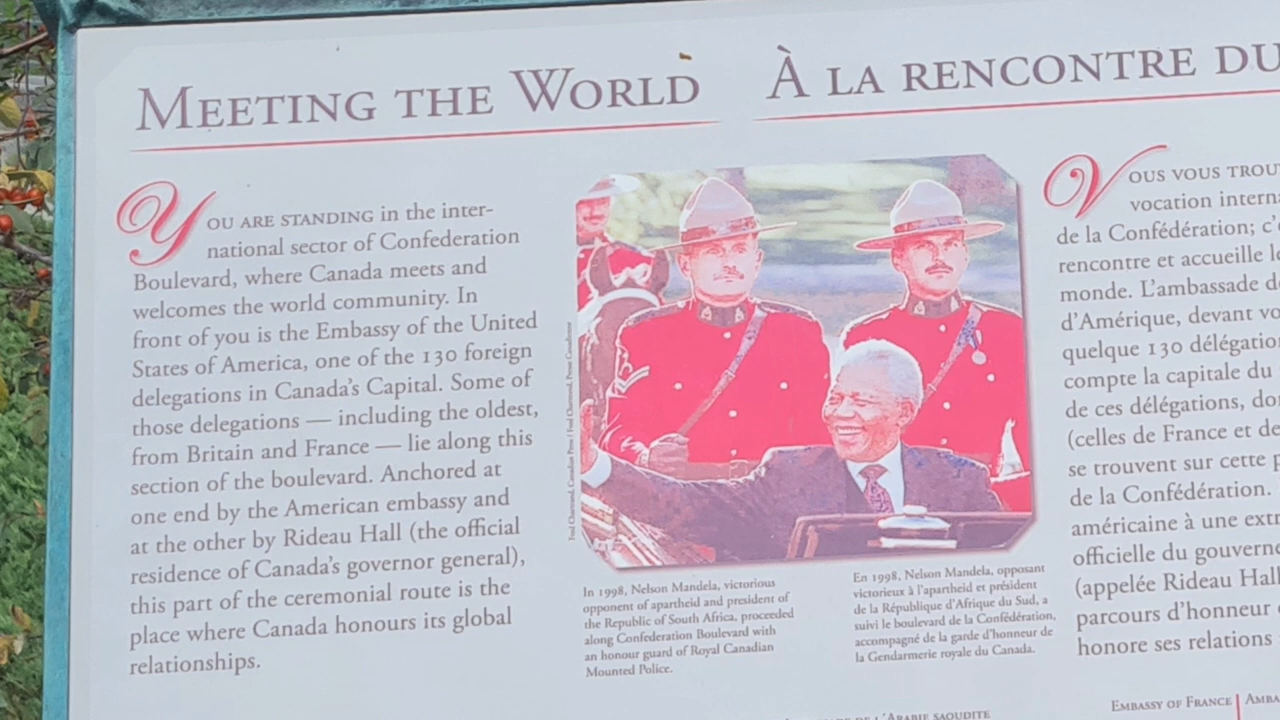 MEETING THE WORLD
YOU ARE STANDING in the inter-
national sector of Confederation
Boulevard, where Canada meets and
welcomes the world community. In
front of you is the Embassy of the United
States of America, one of the 130 foreign
delegations in Canada's Capital. Some of
those delegations — including the oldest,
from Britain and France — lie along this
section of the boulevard. Anchored at
one end by the American embassy and
at the other by Rideau Hall (the official
residence of Canada's governor general),
this part of the ceremonial route is the
place where Canada honours its global
relationships.
In 1998, Nelson Mandela, victorious
opponent of apartheid and president of
the Republic of South Africa, proceeded
along Confederation Boulevard with
an honour guard of Royal Canadian
Mounted Police.
En 1998, Nelson Mandela, opposant
victorieux à l'apartheid et président
de la République d'Afrique du Sud, a
suivi le boulevard de la Confédération,
accompagné de la garde d'honneur de
la Gendarmerie royale du Canada.
À LA RENCONTRE DU
VOUS VOUS TROU
vocation intern
de la Confédération; c'
rencontre et accueille l
monde. L'ambassade d
d'Amérique, devant vo
quelque 130 délégation
compte la capitale du
de ces délégations, do
(celles de France et de
se trouvent sur cette p
de la Confédération.
américaine à une extr
officielle du gouverne
(appelée Rideau Hall
parcours d'honneur
honore ses relations
DE L'ARABIE SAOUDITE
EMBASSY OF FRANCE | AMBA